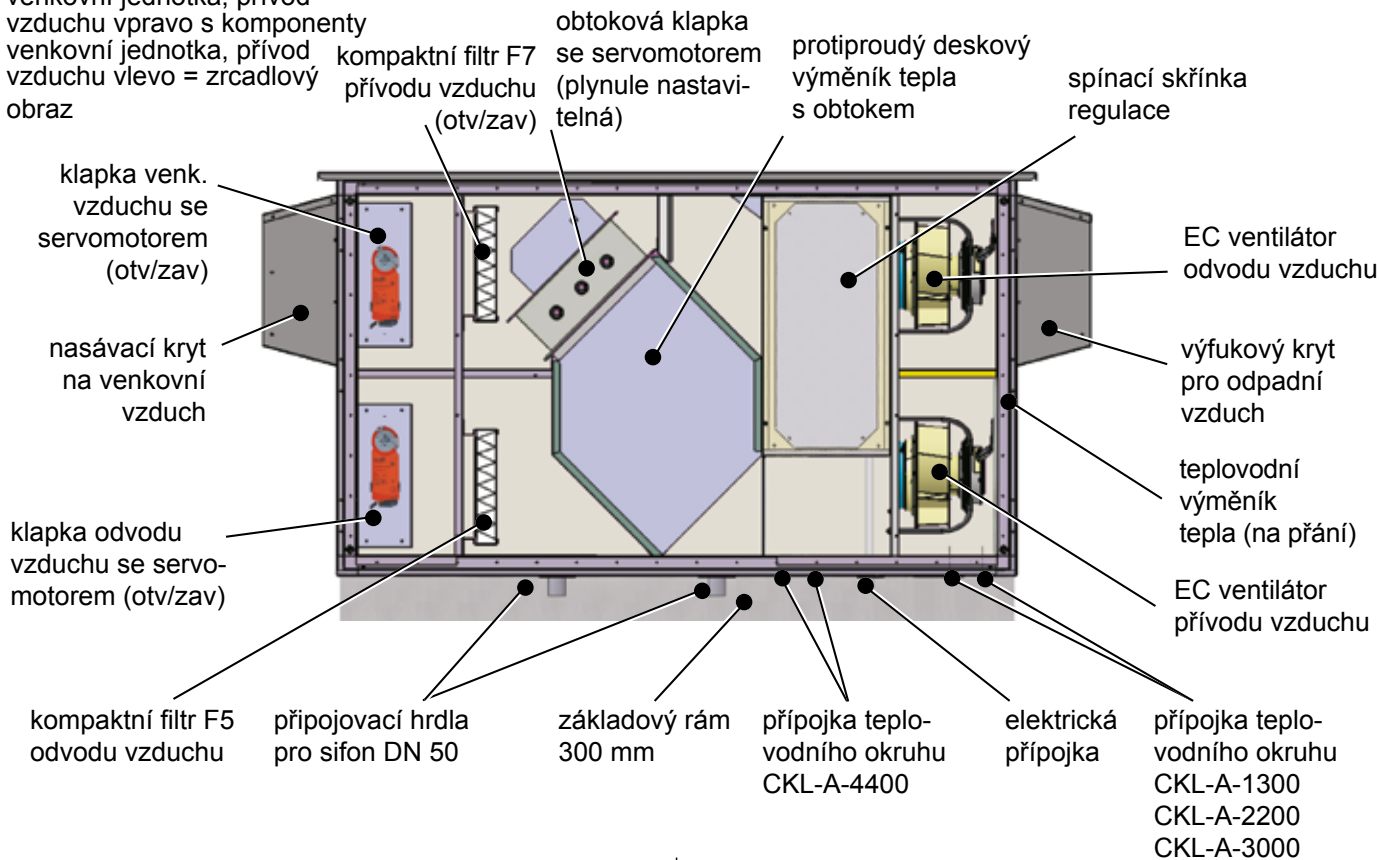 venkovní jednotka, přívod
vzduchu vpravo s komponenty
venkovní jednotka, přívod
vzduchu vlevo = zrcadlový
obraz
kompaktní filtr F7
přívodu vzduchu
(otv/zav)
obtoková klapka
se servomotorem
(plynule nastavi-
telná)
protiproudý deskový
výměník tepla
s obtokem
spínací skřínka
regulace
klapka venk.
vzduchu se
servomotorem
(otv/zav)
nasávací kryt
na venkovní
vzduch
klapka odvodu
vzduchu se servo-
motorem (otv/zav)
EC ventilátor
odvodu vzduchu
výfukový kryt
pro odpadní
vzduch
teplovodní
výměník
tepla (na přání)
EC ventilátor
přívodu vzduchu
kompaktní filtr F5
odvodu vzduchu
připojovací hrdla
pro sifon DN 50
základový rám
300 mm
přípojka teplo-
vodního okruhu
CKL-A-4400
elektrická
přípojka
přípojka teplo-
vodního okruhu
CKL-A-1300
CKL-A-2200
CKL-A-3000